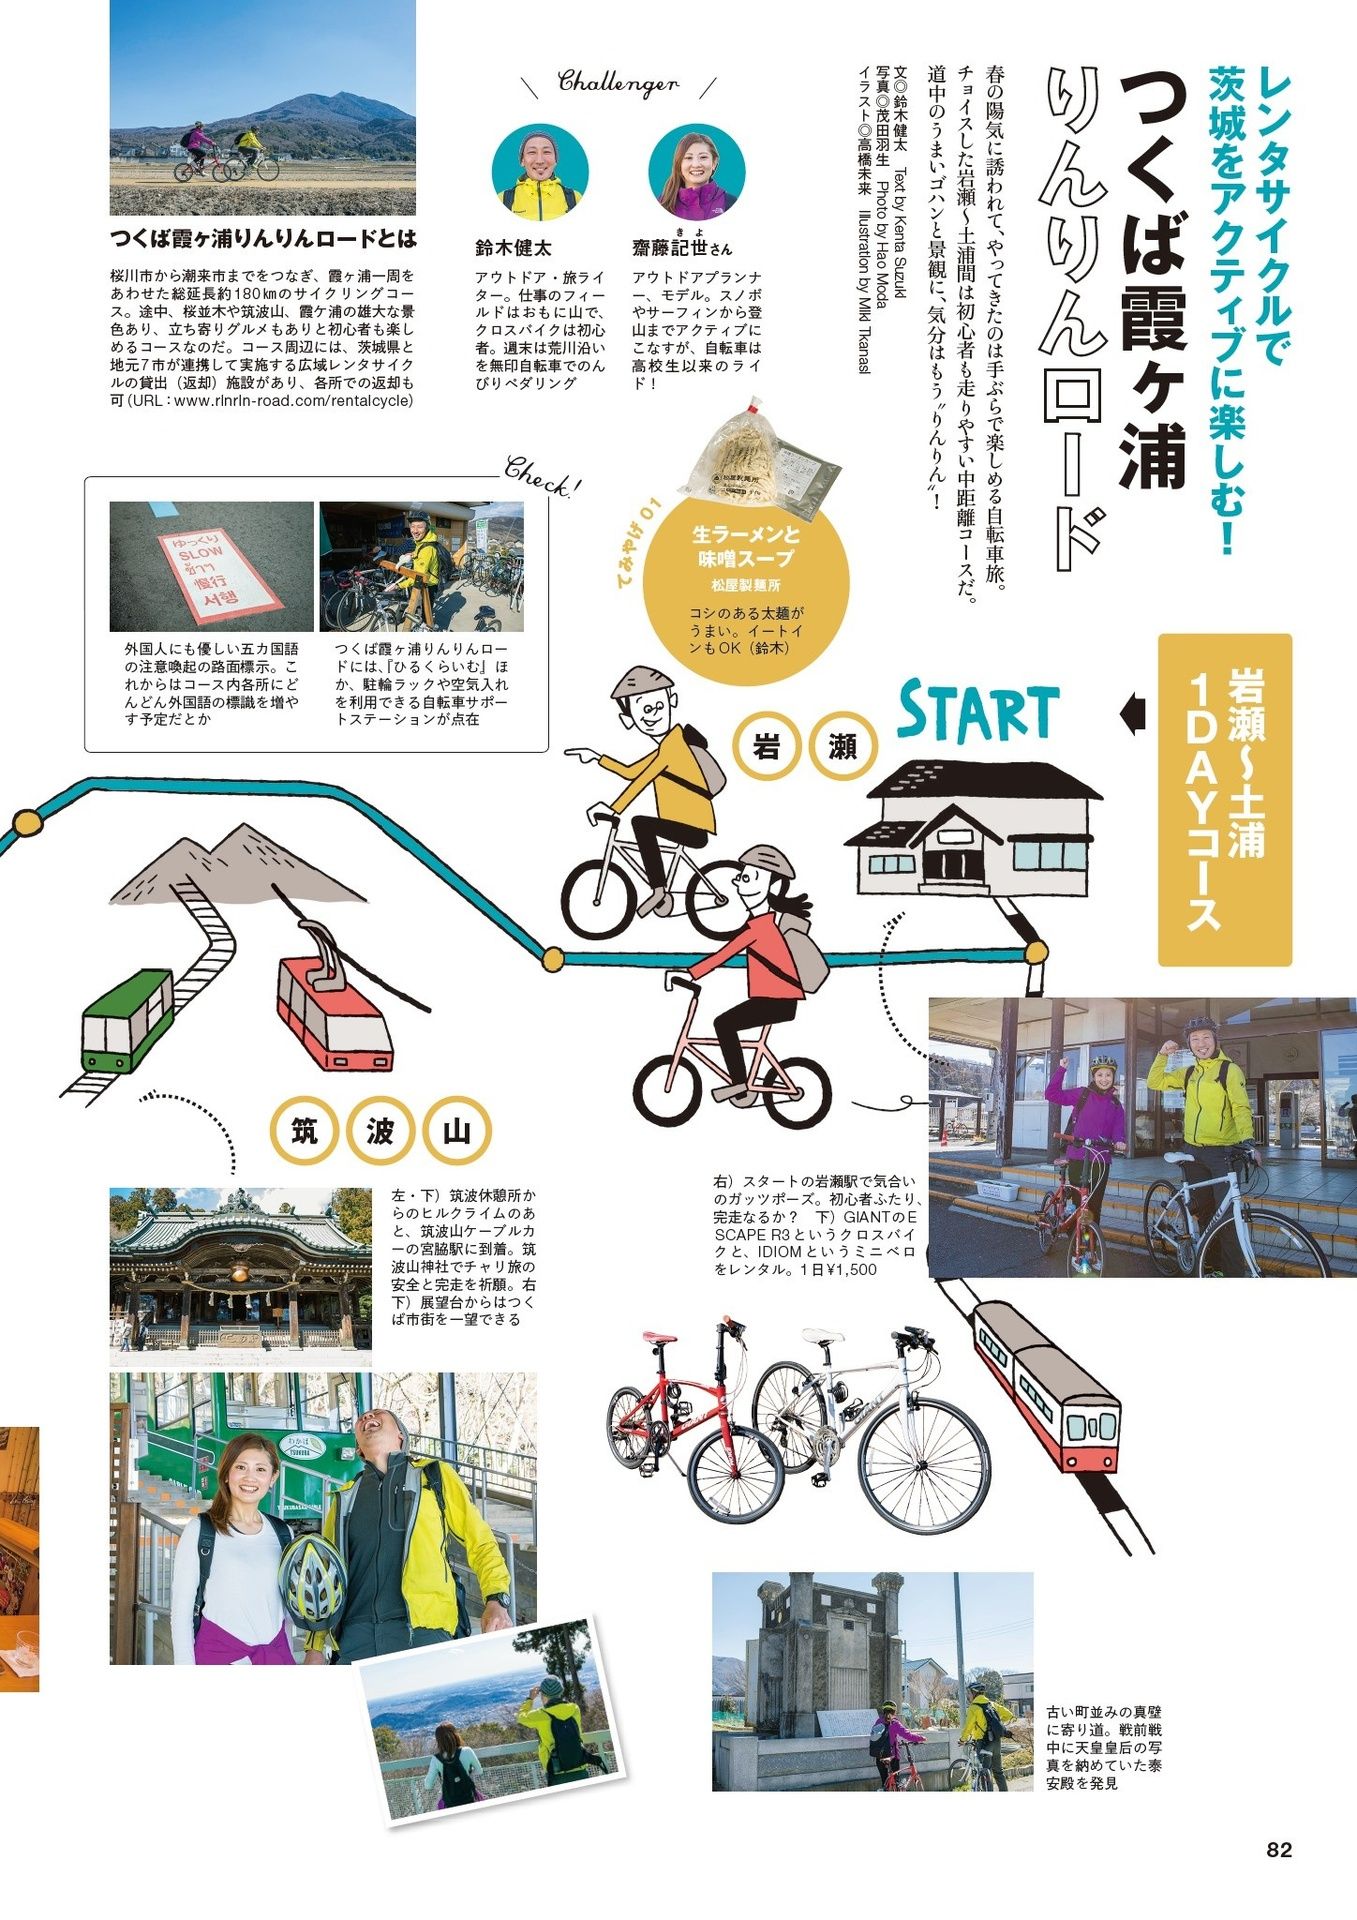 レンタサイクルで
茨城をアクティブに楽しむ！
つくば霞ヶ浦
りんりんロード
春の陽気に誘われて、やってきたのは手ぶらで楽しめる自転車旅。
チョイスした岩瀬〜土浦間は初心者も走りやすい中距離コースだ。
道中のうまいゴハンと景観に、気分はもう〝りんりん〟！
文◎鈴木健太　Text by Kenta Suzuki
写真◎茂田羽生　Photo by Hao Moda
イラスト◎高橋未来　Illustration by Miki Tkanasi
Challenger
齋藤記世さん
きよ
アウトドアプランナ
ー、モデル。スノボ
やサーフィンから登
山までアクティブに
こなすが、自転車は
高校生以来のライ
ド！
鈴木健太
アウトドア・旅ライ
ター。仕事のフィー
ルドはおもに山で、
クロスバイクは初心
者。週末は荒川沿い
を無印自転車でのん
びりペダリング
つくば霞ヶ浦りんりんロードとは
桜川市から潮来市までをつなぎ、霞ヶ浦一周を
あわせた総延長約180㎞のサイクリングコー
ス。途中、桜並木や筑波山、霞ケ浦の雄大な景
色あり、立ち寄りグルメもありと初心者も楽し
めるコースなのだ。コース周辺には、茨城県と
地元7市が連携して実施する広域レンタサイク
ルの貸出（返却）施設があり、各所での返却も
可（URL：www.rinrin-road.com/rentalcycle）
Check!
ゆっくり
SLOW
ช้าๆ
慢行
서행
外国人にも優しい五カ国語
の注意喚起の路面標示。こ
れからはコース内各所にど
んどん外国語の標識を増や
す予定だとか
つくば霞ヶ浦りんりんロー
ドには、『ひるくらいむ』ほ
か、駐輪ラックや空気入れ
を利用できる自転車サポー
トステーションが点在
てみやげ 01
松屋製麺所
生ラーメンと
味噌スープ
松屋製麺所
コシのある太麺が
うまい。イートイ
ンもOK（鈴木）
岩瀬〜土浦
1DAYコース
START
岩瀬
筑波山
右）スタートの岩瀬駅で気合い
のガッツポーズ。初心者ふたり、
完走なるか？　下）GIANTのE
SCAPE R3というクロスバイ
クと、IDIOMというミニベロ
をレンタル。1日¥1,500
左・下）筑波休憩所か
らのヒルクライムのあ
と、筑波山ケーブルカ
ーの宮脇駅に到着。筑
波山神社でチャリ旅の
安全と完走を祈願。右
下）展望台からはつく
ば市街を一望できる
わかば
GIANT
古い町並みの真壁
に寄り道。戦前戦
中に天皇皇后の写
真を納めていた奉
安殿を発見
82